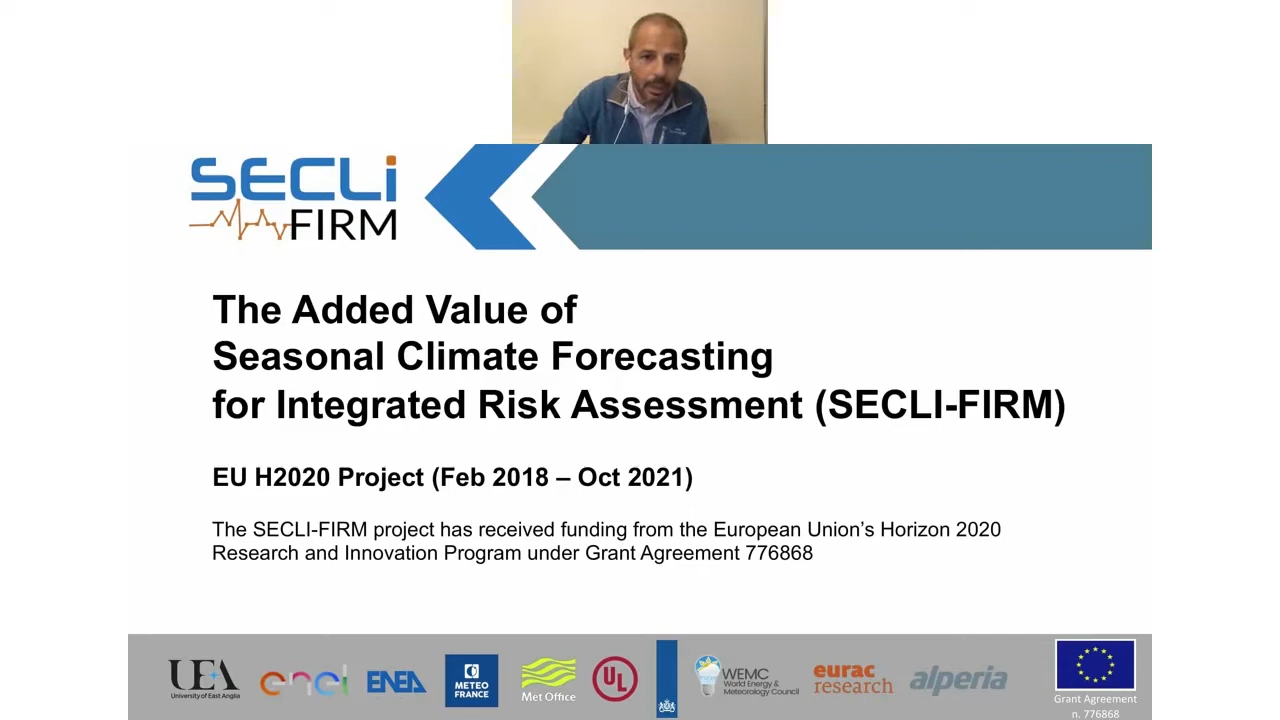 SECLi
FIRM
The Added Value of
Seasonal Climate Forecasting
for Integrated Risk Assessment (SECLI-FIRM)
EU H2020 Project (Feb 2018 – Oct 2021)
The SECLI-FIRM project has received funding from the European Union’s Horizon 2020
Research and Innovation Program under Grant Agreement 776868
UEA
University of East Anglia
enel
ENEA
METEO
FRANCE
Met Office
UL
WEMC
World Energy &
Meteorology Council
eurac
research
alperia
Grant Agreement
n. 776868